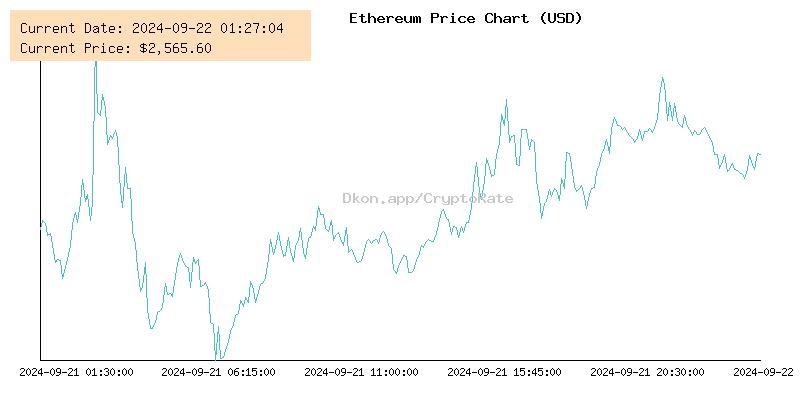 Ethereum Price Chart (USD)
Current Date: 2024-09-22 01:27:04
Current Price: $2,565.60
Dkon.app/CryptoRate
2024-09-21 01:30:00 2024-09-21 06:15:00 2024-09-21 11:00:00 2024-09-21 15:45:00 2024-09-21 20:30:00 2024-09-22